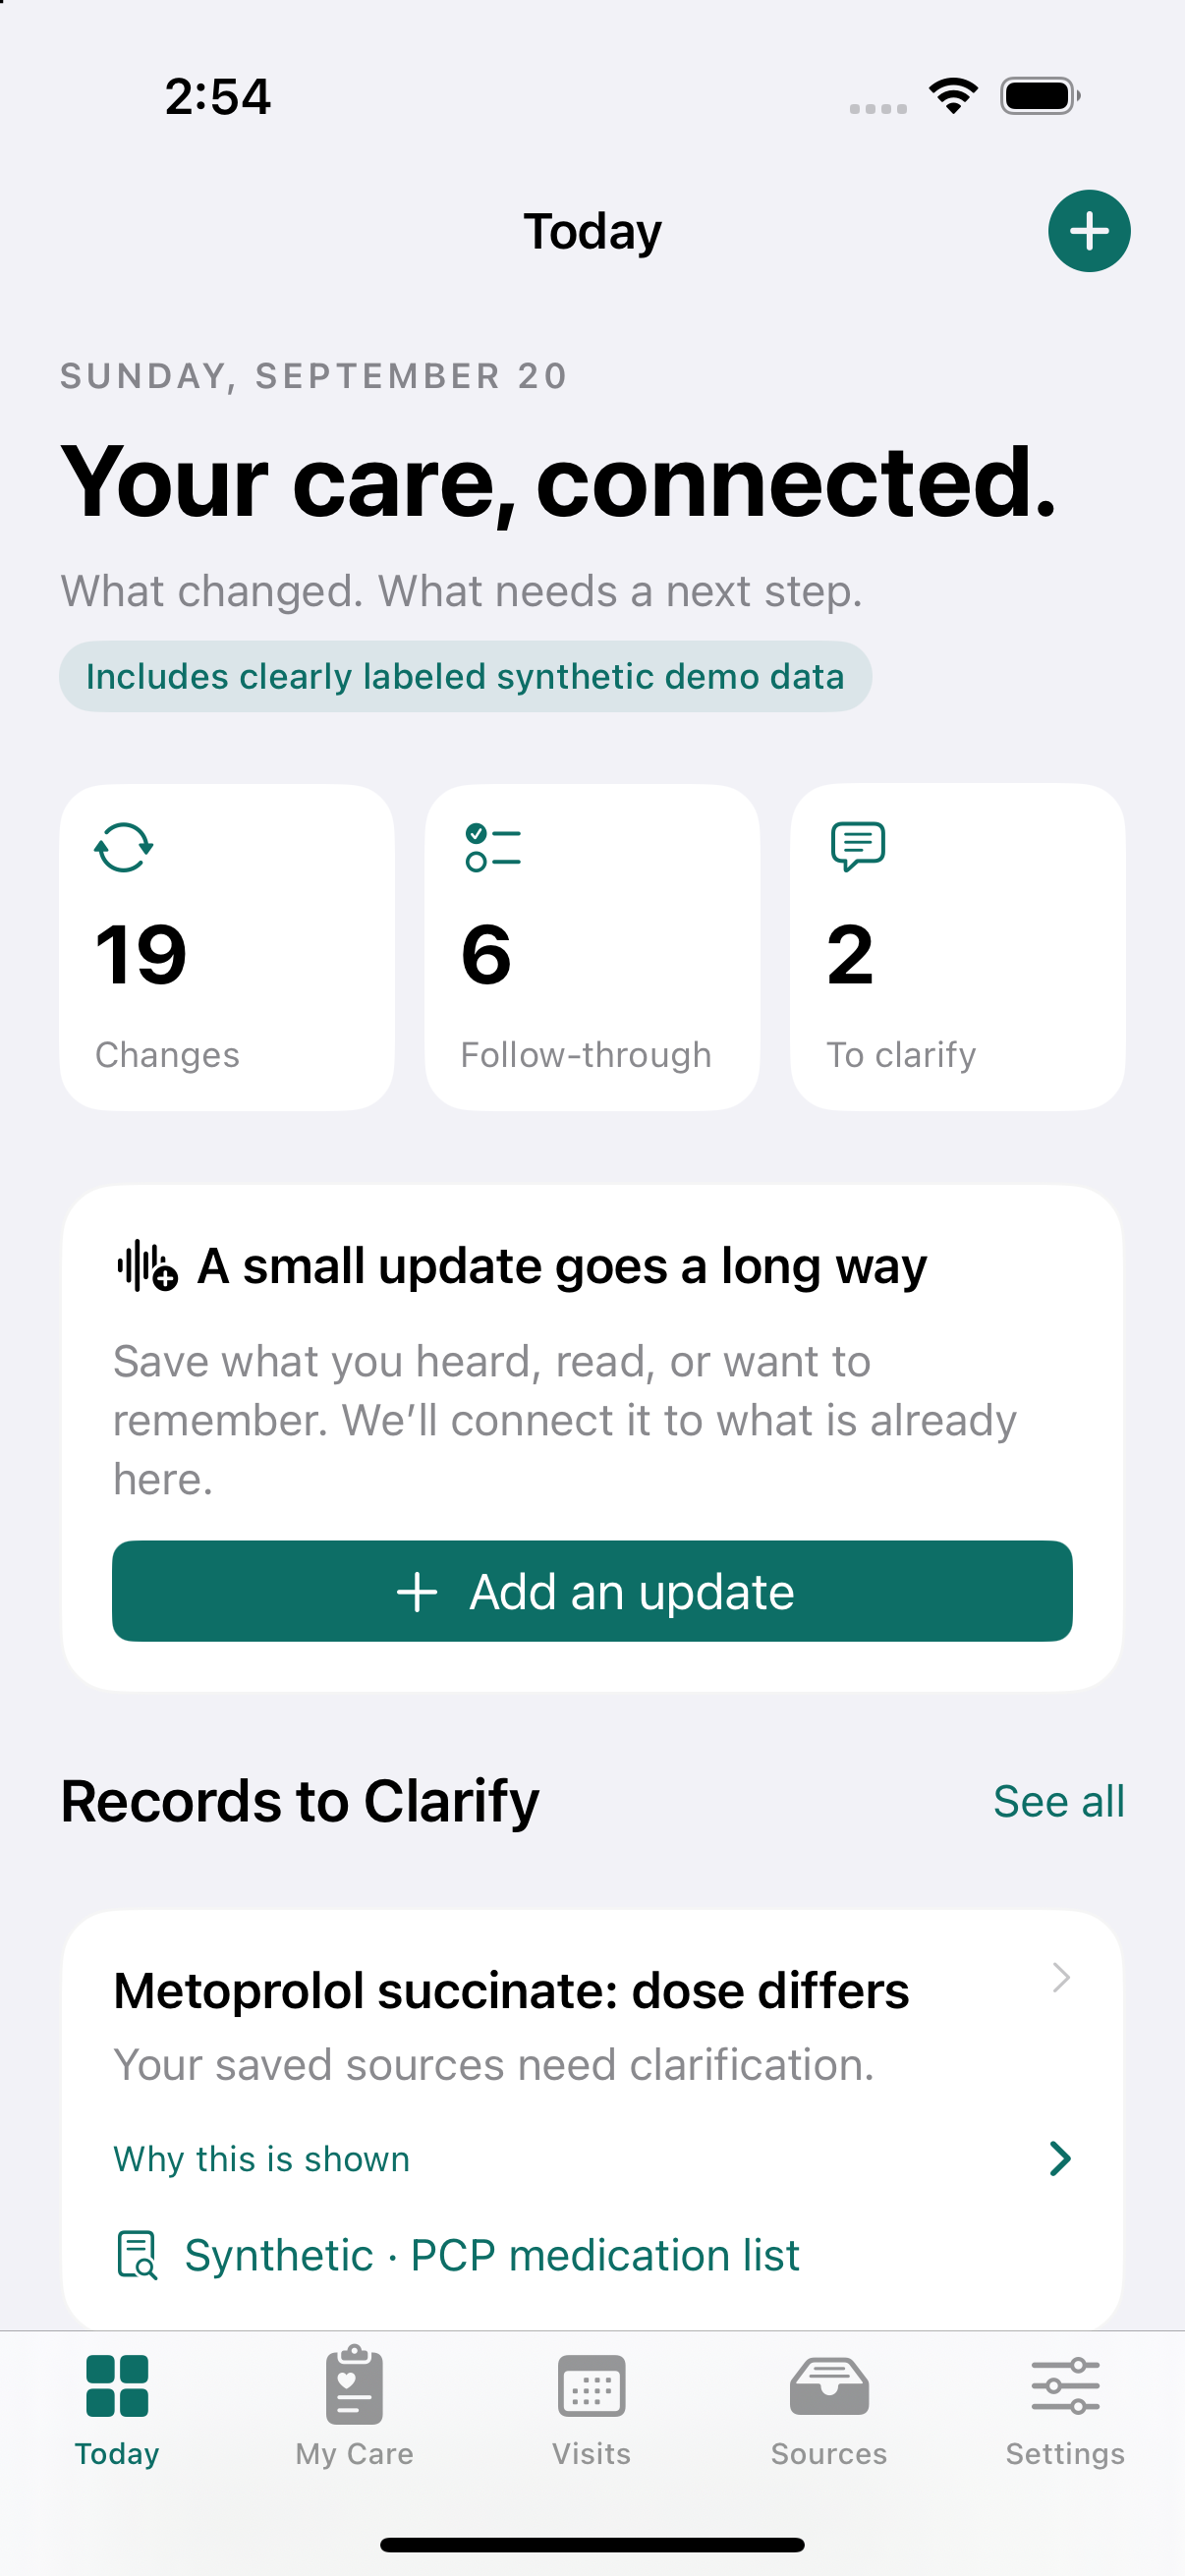 2:54
Today
SUNDAY, SEPTEMBER 20
Your care, connected.
What changed. What needs a next step.
Includes clearly labeled synthetic demo data
19
Changes
6
Follow-through
2
To clarify
A small update goes a long way
Save what you heard, read, or want to
remember. We’ll connect it to what is already
here.
+ Add an update
Records to Clarify
See all
Metoprolol succinate: dose differs
Your saved sources need clarification.
Why this is shown
Synthetic · PCP medication list
Today
My Care
Visits
Sources
Settings